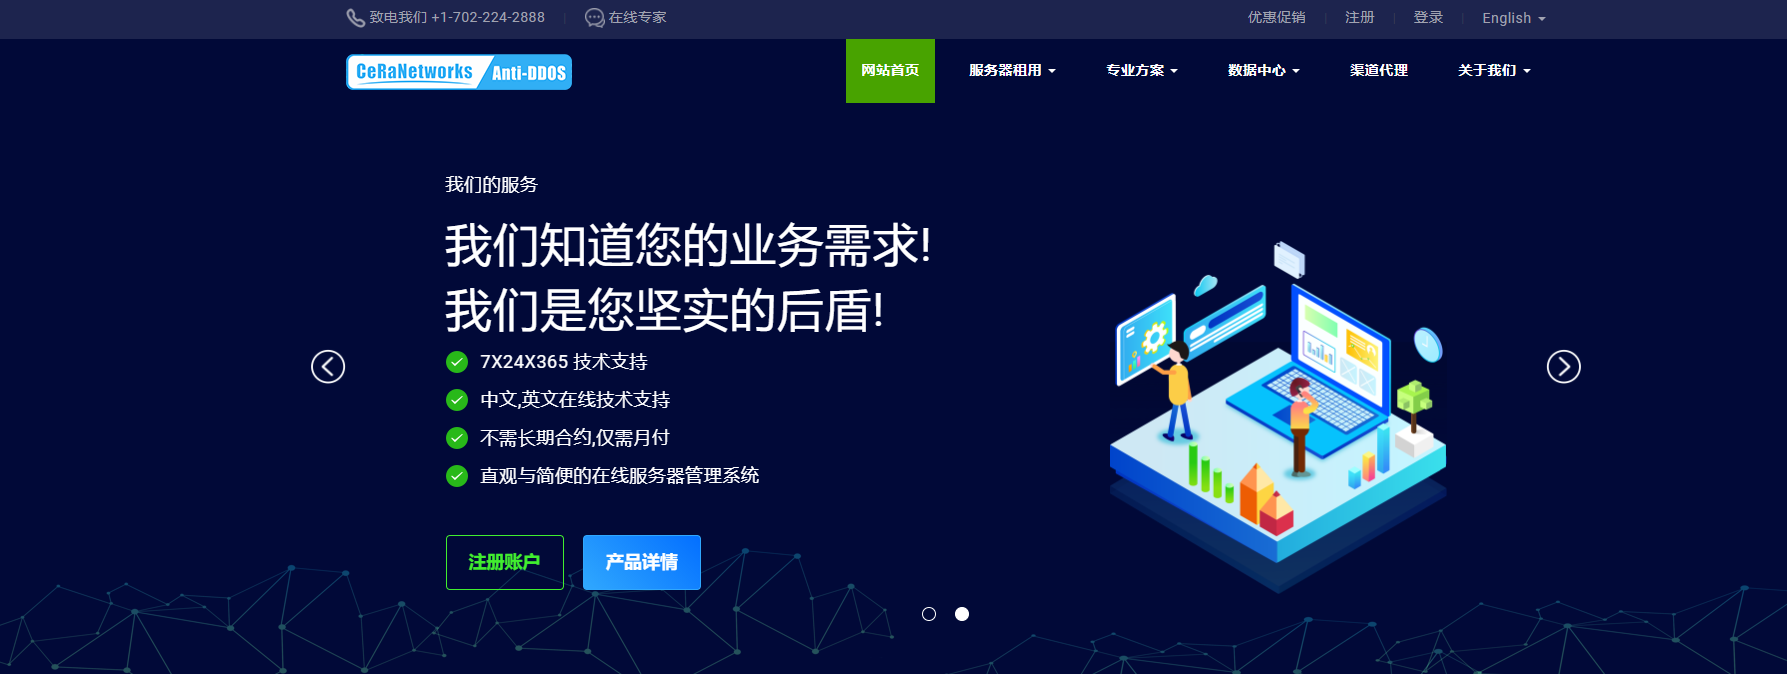 致电我们 +1-702-224-2888
在线专家
优惠促销
注册
登录
English
CeRaNetworks Anti-DDOS
网站首页
服务器租用
专业方案
数据中心
渠道代理
关于我们
我们的服务
我们知道您的业务需求!
我们是您坚实的后盾!
7X24X365 技术支持
中文,英文在线技术支持
不需长期合约,仅需月付
直观与简便的在线服务器管理系统
注册账户
产品详情